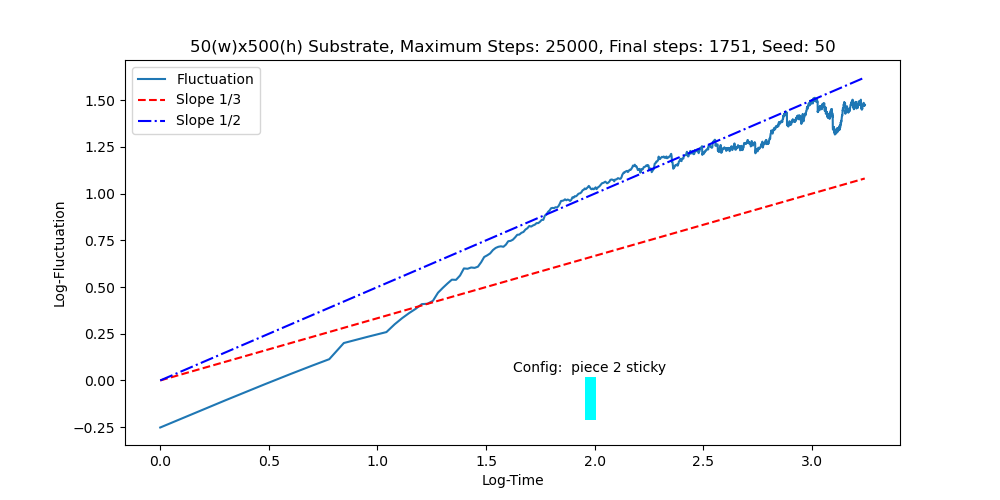 50(w)x500(h) Substrate, Maximum Steps: 25000, Final steps: 1751, Seed: 50
Fluctuation
Slope 1/3
Slope 1/2
1.50
1.25
1.00
0.75
0.50
0.25
0.00
−0.25
Log-Fluctuation
Config:  piece 2 sticky
0.0 0.5 1.0 1.5 2.0 2.5 3.0
Log-Time